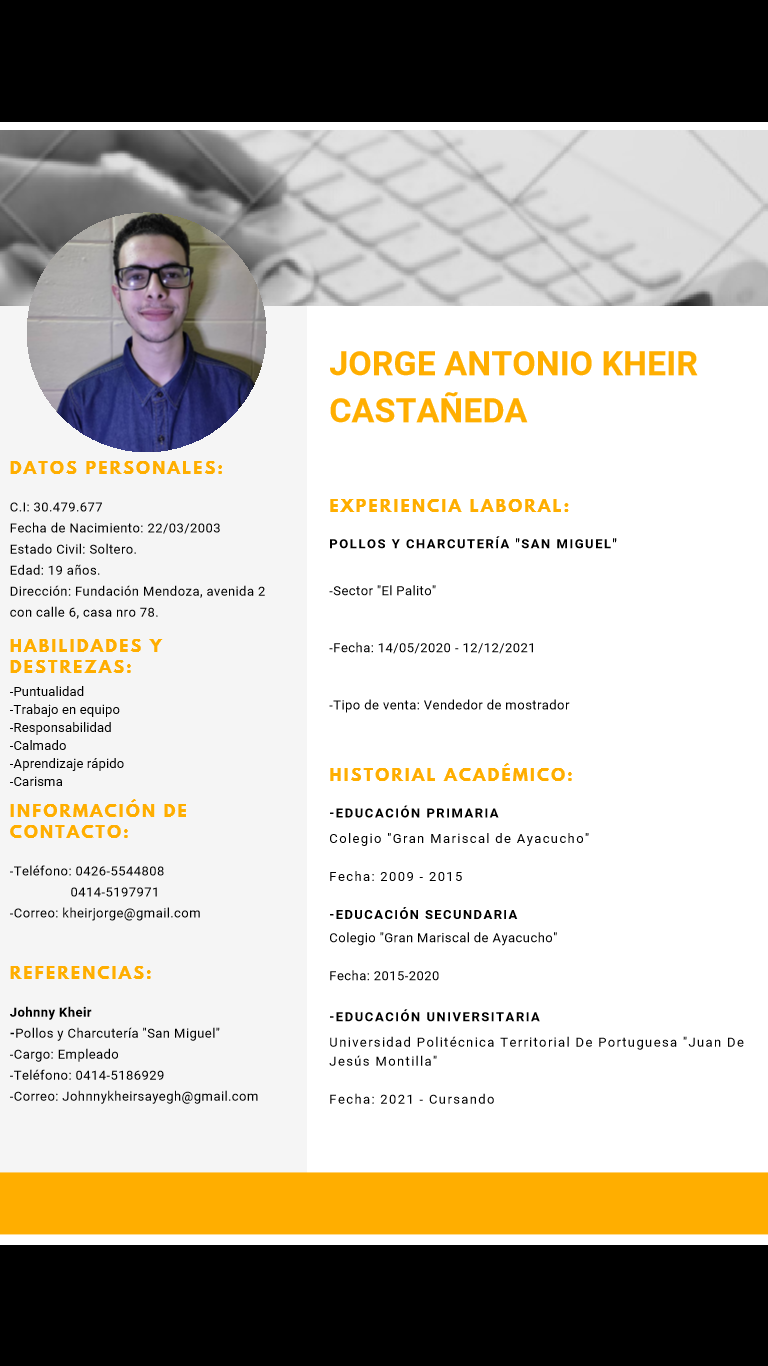 JORGE ANTONIO KHEIR
CASTAÑEDA
DATOS PERSONALES:
C.I: 30.479.677
Fecha de Nacimiento: 22/03/2003
Estado Civil: Soltero.
Edad: 19 años.
Dirección: Fundación Mendoza, avenida 2
con calle 6, casa nro 78.
HABILIDADES Y
DESTREZAS:
-Puntualidad
-Trabajo en equipo
-Responsabilidad
-Calmado
-Aprendizaje rápido
-Carisma
INFORMACIÓN DE
CONTACTO:
-Teléfono: 0426-5544808
0414-5197971
-Correo: kheirjorge@gmail.com
REFERENCIAS:
Johnny Kheir
-Pollos y Charcutería "San Miguel"
-Cargo: Empleado
-Teléfono: 0414-5186929
-Correo: Johnnykheirsayegh@gmail.com
EXPERIENCIA LABORAL:
POLLOS Y CHARCUTERÍA "SAN MIGUEL"
-Sector "El Palito"
-Fecha: 14/05/2020 - 12/12/2021
-Tipo de venta: Vendedor de mostrador
HISTORIAL ACADÉMICO:
-EDUCACIÓN PRIMARIA
Colegio "Gran Mariscal de Ayacucho"
Fecha: 2009 - 2015
-EDUCACIÓN SECUNDARIA
Colegio "Gran Mariscal de Ayacucho"
Fecha: 2015-2020
-EDUCACIÓN UNIVERSITARIA
Universidad Politécnica Territorial De Portuguesa "Juan De
Jesús Montilla"
Fecha: 2021 - Cursando